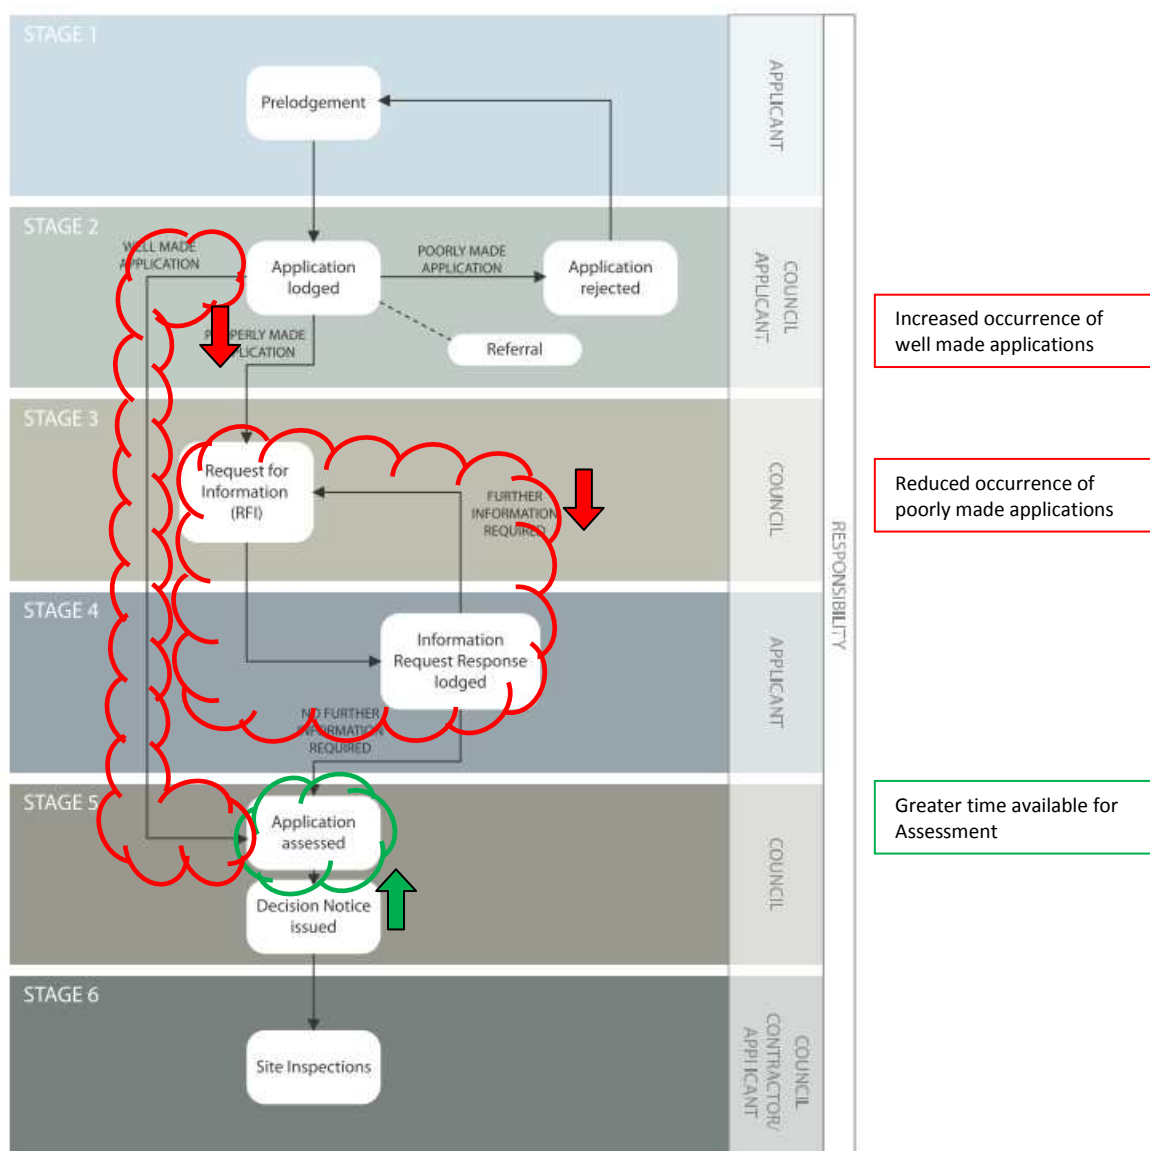 STAGE 1
Prelodgement
APPLICANT
STAGE 2
WELL MADE
APPLICATION
Application
lodged
POORLY MADE
APPLICATION
Application
rejected
Referral
COUNCIL
APPLICANT
Increased occurrence of
well made applications
STAGE 3
Request for
Information
(RFI)
FURTHER
INFORMATION
REQUIRED
COUNCIL
Reduced occurrence of
poorly made applications
RESPONSIBILITY
STAGE 4
Information
Request Response
lodged
NO FURTHER
INFORMATION
REQUIRED
APPLICANT
STAGE 5
Application
assessed
Decision Notice
issued
COUNCIL
Greater time available for
Assessment
STAGE 6
Site Inspections
COUNCIL
CONTRACTOR/
APPLICANT